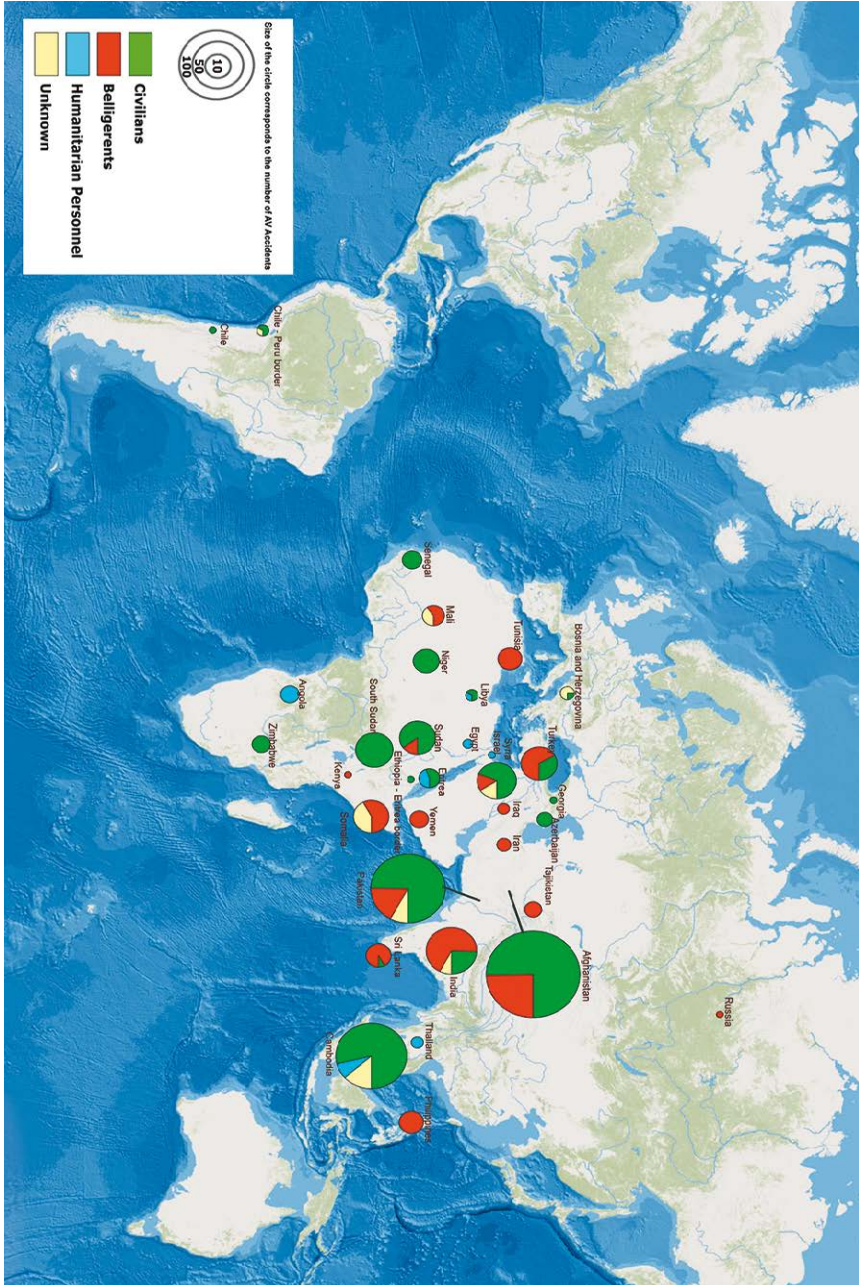 Size of the circle corresponds to the number of AV Accidents
10
50
100
Civilians
Belligerents
Humanitarian Personnel
Unknown
Russia
Bosnia and Herzegovina
Georgia
Azerbaijan
Turkey
Tajikistan
Afghanistan
Tunisia
Syria
Israel
Iraq
Iran
Libya
Egypt
Mali
Niger
Senegal
Sudan
Eritrea
Yemen
Ethiopia - Eritrea border
South Sudan
Kenya
Somalia
Pakistan
India
Sri Lanka
Thailand
Cambodia
Philippines
Angola
Zimbabwe
Chile - Peru border
Chile